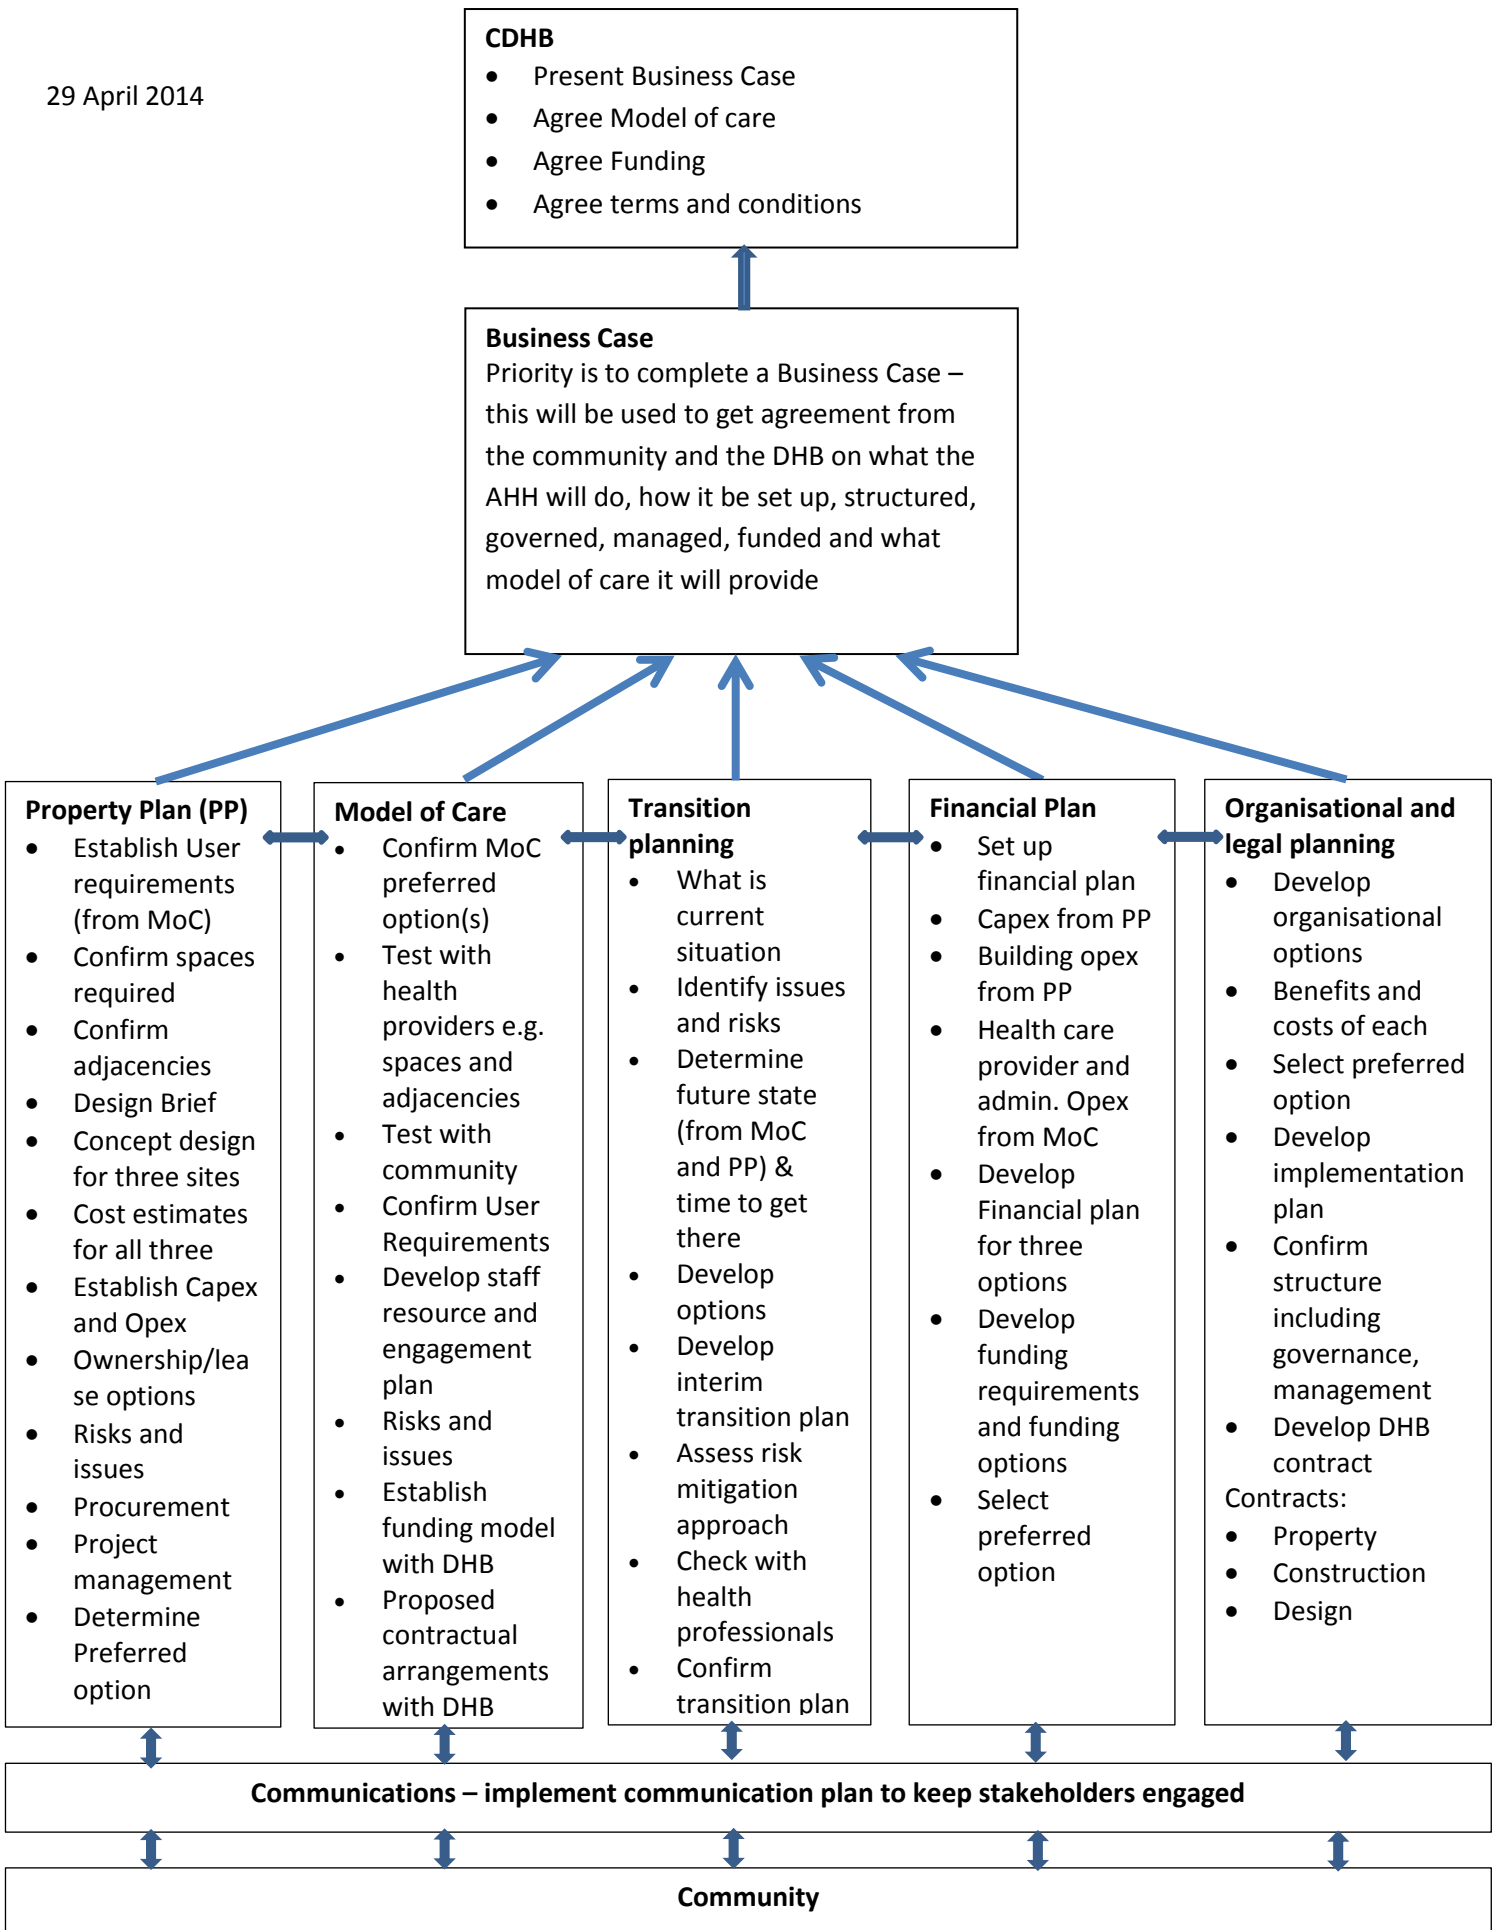 29 April 2014
CDHB
• Present Business Case
• Agree Model of care
• Agree Funding
• Agree terms and conditions
Business Case
Priority is to complete a Business Case –
this will be used to get agreement from
the community and the DHB on what the
AHH will do, how it be set up, structured,
governed, managed, funded and what
model of care it will provide
Property Plan (PP)
• Establish User
requirements
(from MoC)
• Confirm spaces
required
• Confirm
adjacencies
• Design Brief
• Concept design
for three sites
• Cost estimates
for all three
• Establish Capex
and Opex
• Ownership/lea
se options
• Risks and
issues
• Procurement
• Project
management
• Determine
Preferred
option
Model of Care
• Confirm MoC
preferred
option(s)
• Test with
health
providers e.g.
spaces and
adjacencies
• Test with
community
• Confirm User
Requirements
• Develop staff
resource and
engagement
plan
• Risks and
issues
• Establish
funding model
with DHB
• Proposed
contractual
arrangements
with DHB
Transition
planning
• What is
current
situation
• Identify issues
and risks
• Determine
future state
(from MoC
and PP) &
time to get
there
• Develop
options
• Develop
interim
transition plan
• Assess risk
mitigation
approach
• Check with
health
professionals
• Confirm
transition plan
Financial Plan
• Set up
financial plan
• Capex from PP
• Building opex
from PP
• Health care
provider and
admin. Opex
from MoC
• Develop
Financial plan
for three
options
• Develop
funding
requirements
and funding
options
• Select
preferred
option
Organisational and
legal planning
• Develop
organisational
options
• Benefits and
costs of each
• Select preferred
option
• Develop
implementation
plan
• Confirm
structure
including
governance,
management
• Develop DHB
contract
Contracts:
• Property
• Construction
• Design
Communications – implement communication plan to keep stakeholders engaged
Community